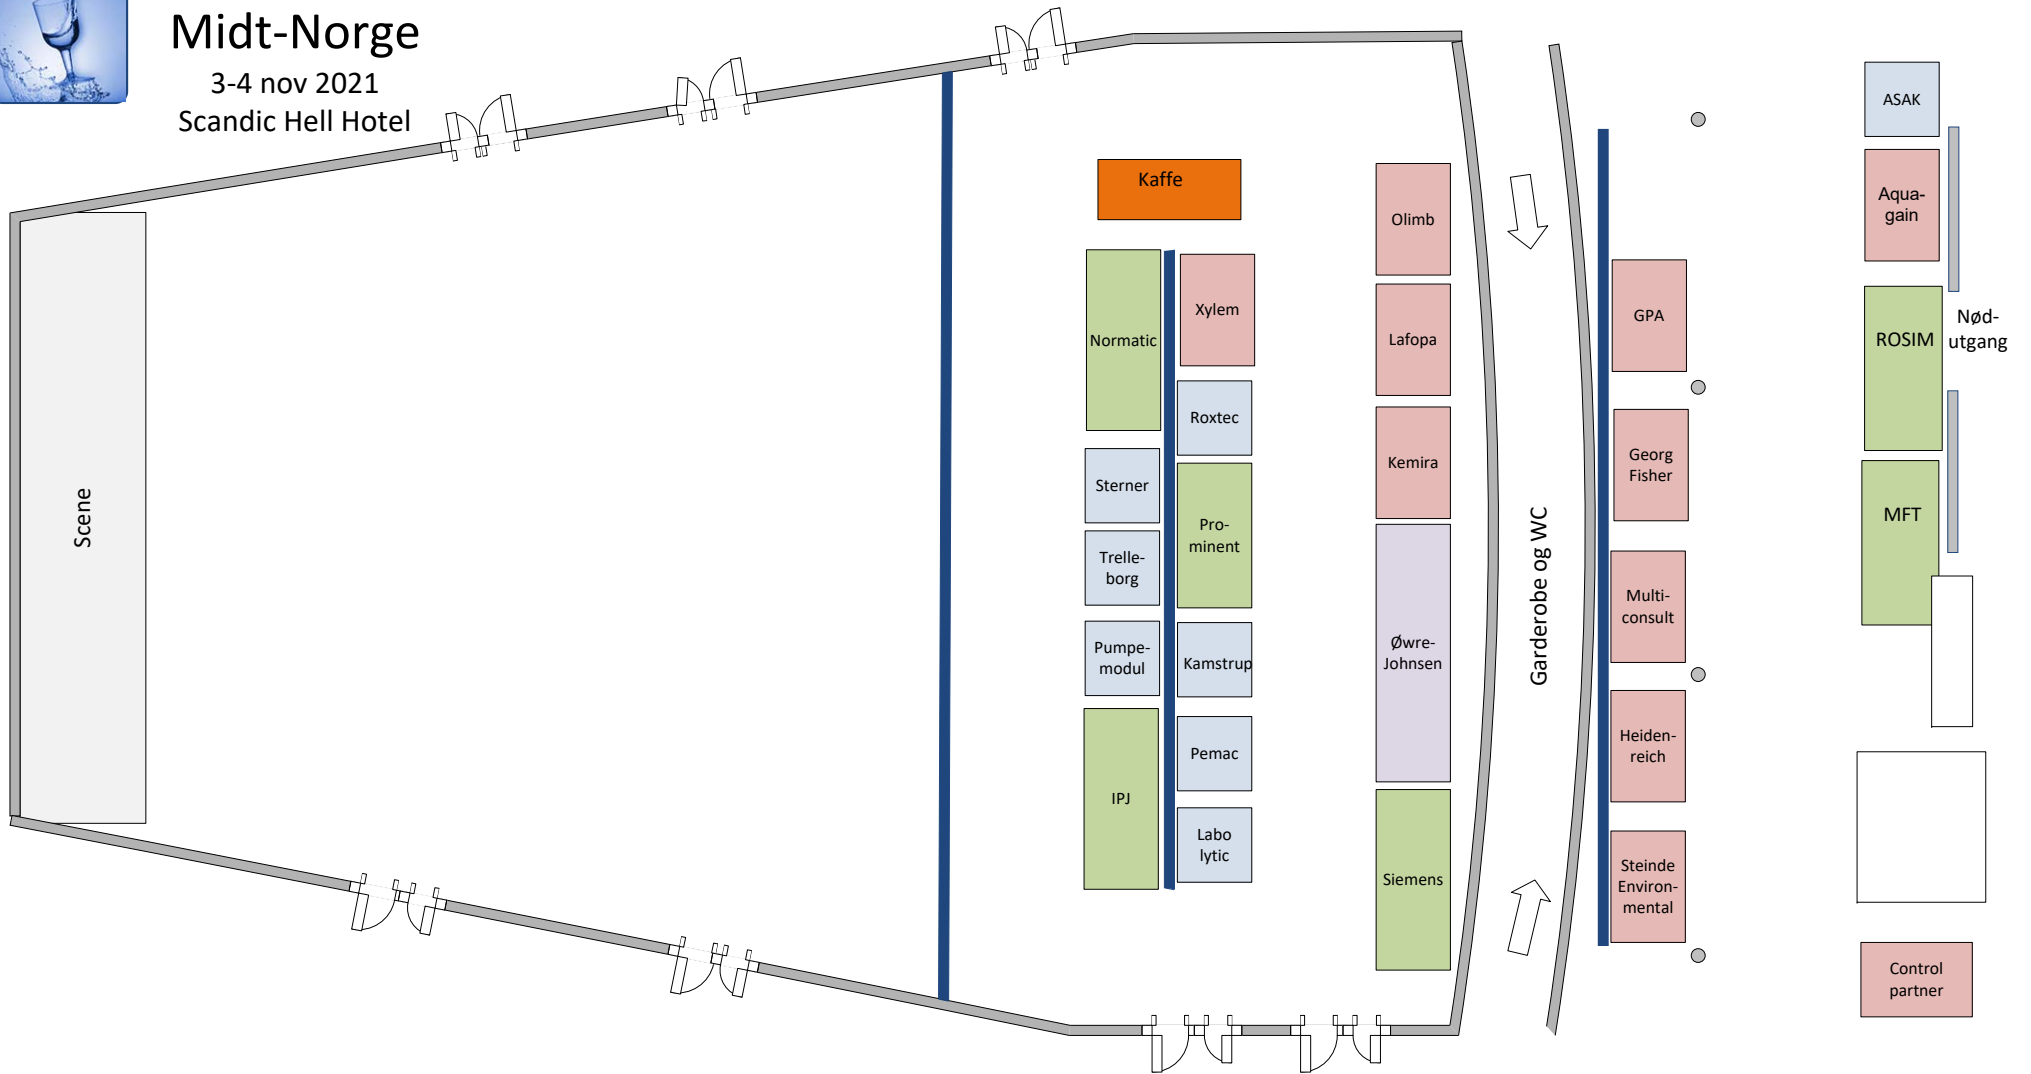 Midt-Norge
3-4 nov 2021
Scandic Hell Hotel
Scene
Kaffe
Normatic
Sterner
Trelle-
borg
Pumpe-
modul
IPJ
Xylem
Roxtec
Pro-
minent
Kamstrup
Pemac
Labo
lytic
Olimb
Lafopa
Kemira
Øwre-
Johnsen
Siemens
Garderobe og WC
GPA
Georg
Fisher
Multi-
consult
Heiden-
reich
Steinde
Environ-
mental
ASAK
Aqua-
gain
ROSIM
Nød-
utgang
MFT
Control
partner